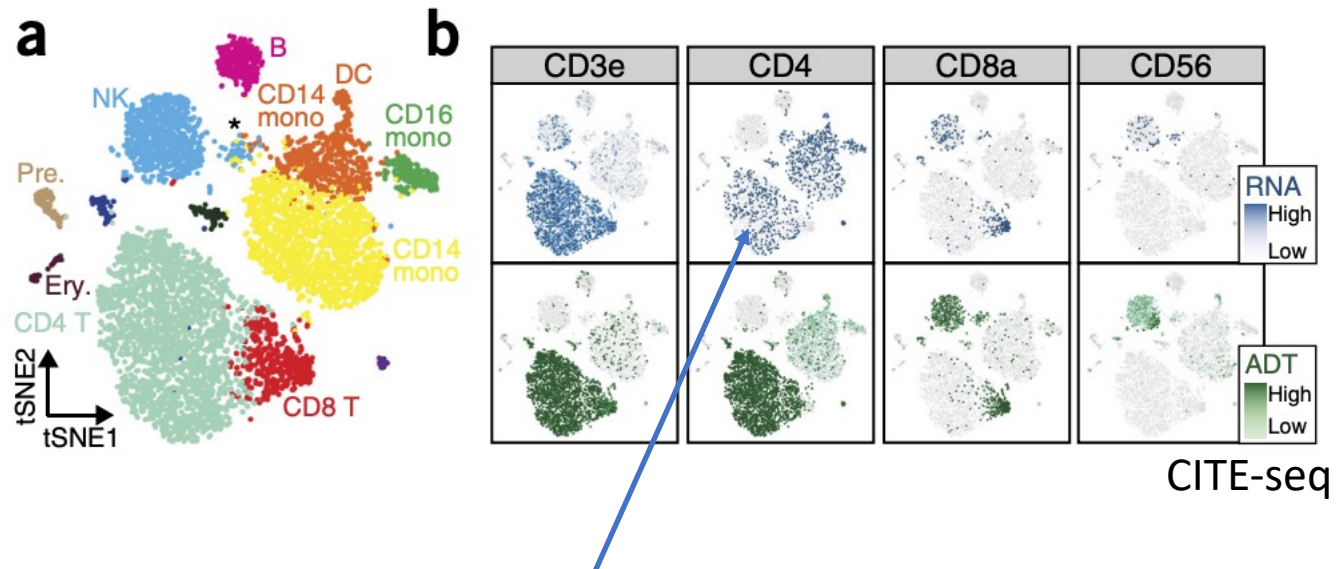 a
B
NK
CD14
mono
DC
CD16
mono
*
Pre.
Ery.
CD4 T
CD14
mono
CD8 T
tSNE2
tSNE1
b
CD3e
CD4
CD8a
CD56
RNA
High
Low
ADT
High
Low
CITE-seq